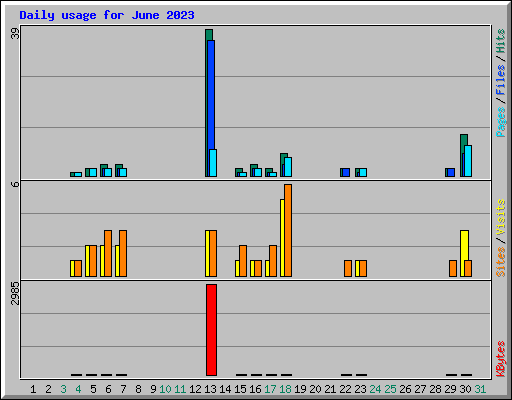 Daily usage for June 2023
39
6
2985
Pages / Files / Hits
Sites / Visits
KBytes
1 2 3 4 5 6 7 8 9 10 11 12 13 14 15 16 17 18 19 20 21 22 23 24 25 26 27 28 29 30 31